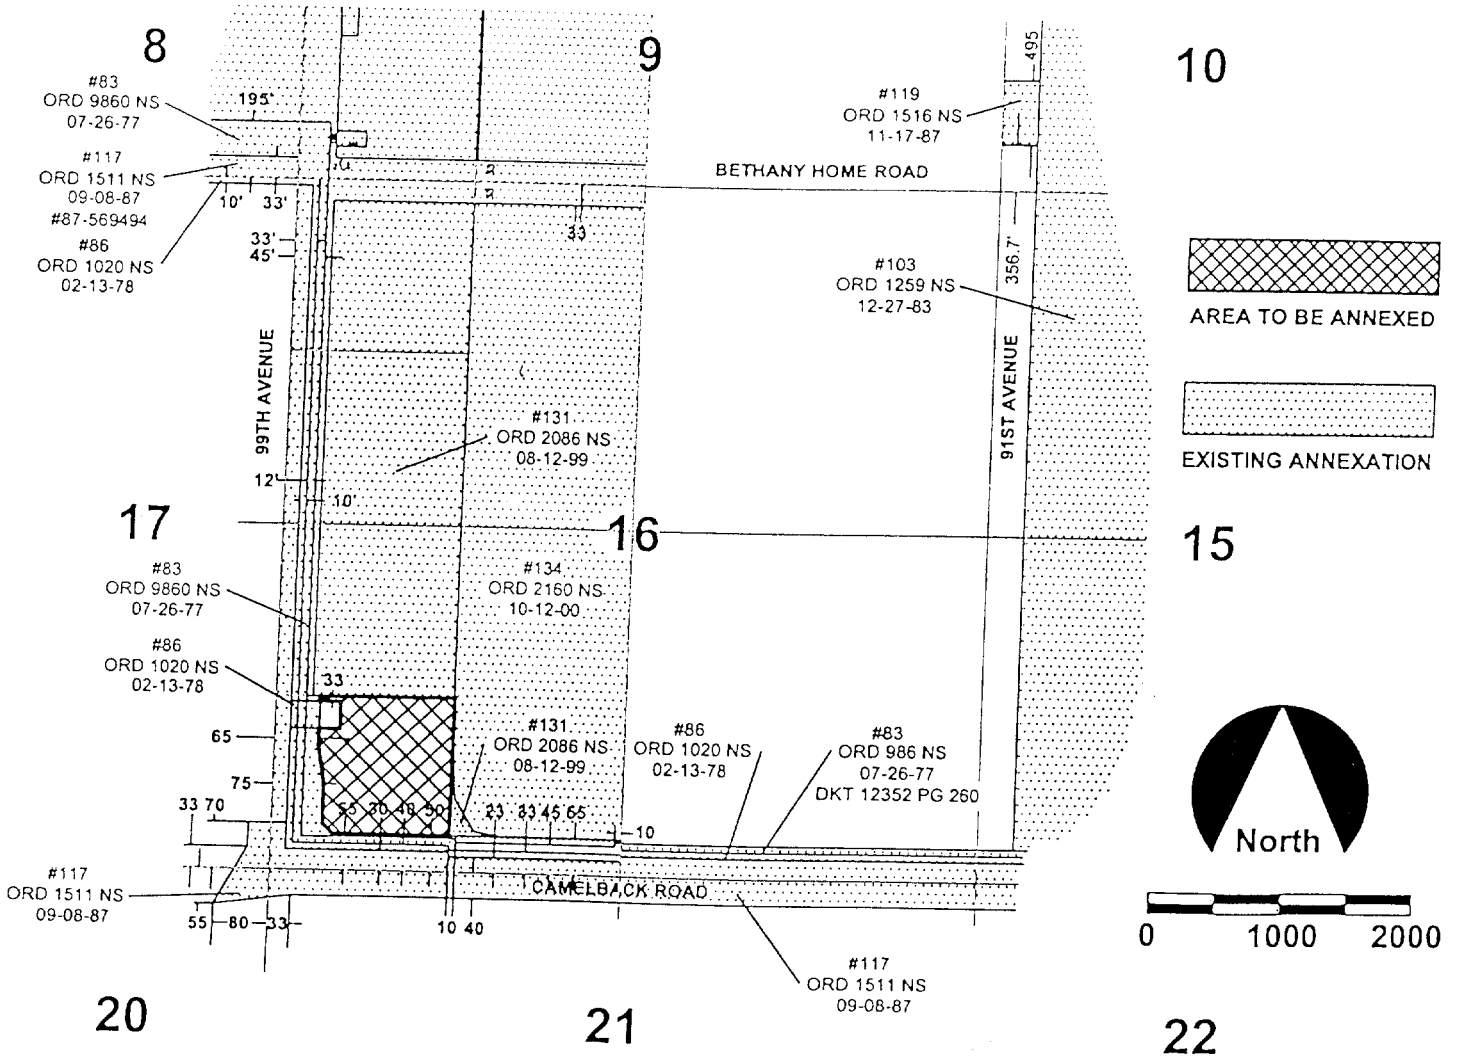 8
9
10
#83
ORD 9860 NS
07-26-77
195'
#119
ORD 1516 NS
11-17-87
495
#117
ORD 1511 NS
09-08-87
#87-569494
BETHANY HOME ROAD
10'
33'
33
#86
ORD 1020 NS
02-13-78
33'
45'
356.7'
#103
ORD 1259 NS
12-27-83
AREA TO BE ANNEXED
99TH AVENUE
91ST AVENUE
#131
ORD 2086 NS
08-12-99
EXISTING ANNEXATION
12'
10'
17
16
15
#83
ORD 9860 NS
07-26-77
#134
ORD 2160 NS
10-12-00
#86
ORD 1020 NS
02-13-78
33
65
75
#131
ORD 2086 NS
08-12-99
#86
ORD 1020 NS
02-13-78
#83
ORD 986 NS
07-26-77
DKT 12352 PG 260
33 70
55 30 40 50 23 33 45 65
10
North
#117
ORD 1511 NS
09-08-87
CAMELBACK ROAD
55 80 33
10 40
0 1000 2000
#117
ORD 1511 NS
09-08-87
20
21
22